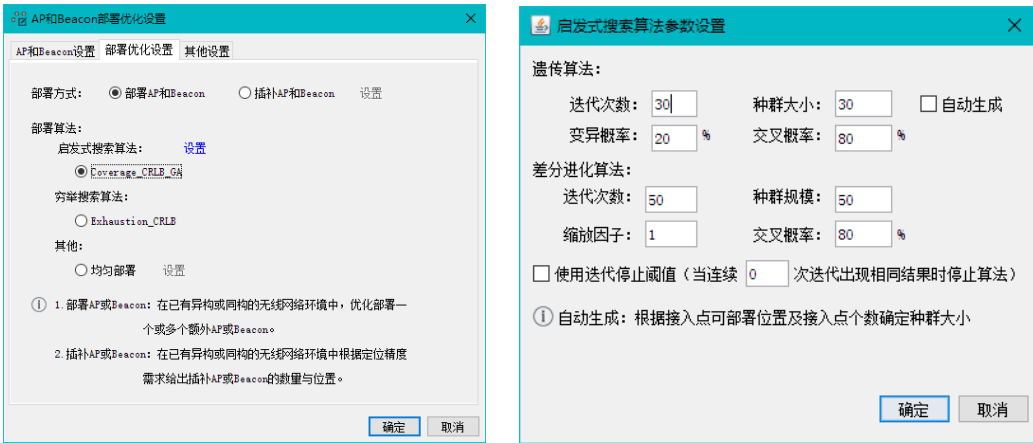 AP和Beacon部署优化设置
AP和Beacon设置 部署优化设置 其他设置
部署方式: 部署AP和Beacon 插补AP和Beacon 设置
部署算法:
启发式搜索算法: 设置
Coverage_CRLB_GA
穷举搜索算法:
Exhaustion_CRLB
其他:
均匀部署 设置
1.部署AP或Beacon: 在已有异构或同构的无线网络环境中, 优化部署一
个或多个额外AP或Beacon。
2.插补AP或Beacon: 在已有异构或同构的无线网络环境中根据定位精度
需求给出插补AP或Beacon的数量与位置。
确定 取消
启发式搜索算法参数设置
遗传算法:
迭代次数: 30 种群大小: 30 自动生成
变异概率: 20 % 交叉概率: 80 %
差分进化算法:
迭代次数: 50 种群规模: 50
缩放因子: 1 交叉概率: 80 %
使用迭代停止阈值 (当连续 0 次迭代出现相同结果时停止算法)
自动生成: 根据接入点可部署位置及接入点个数确定种群大小
确定 取消